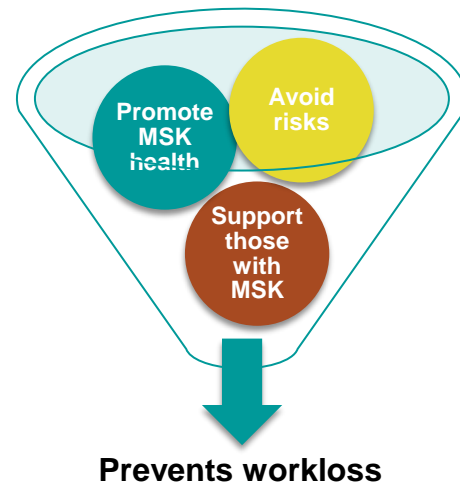 Promote
MSK
health
Avoid
risks
Support
those
with
MSK
Prevents workloss